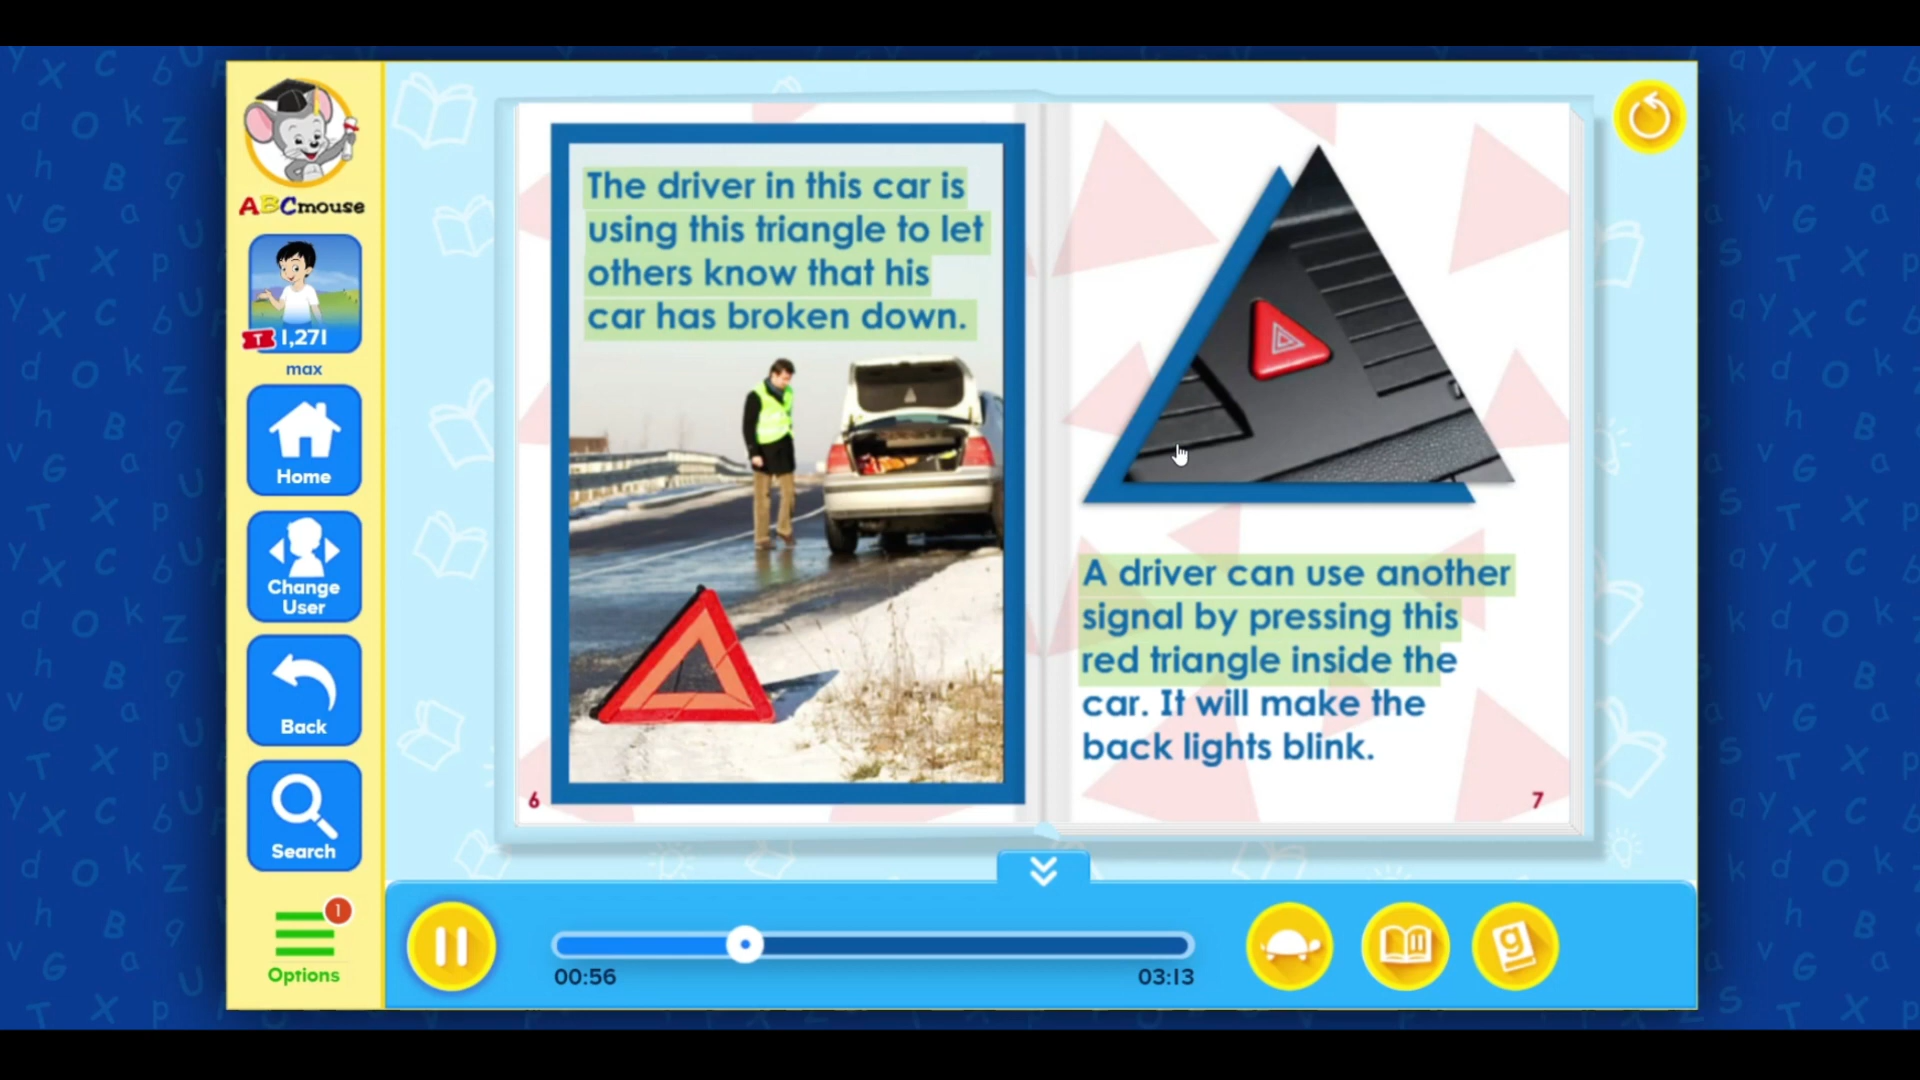 ABCmouse
T 1,271
max
Home
Change
User
Back
Search
1
Options
The driver in this car is
using this triangle to let
others know that his
car has broken down.
6
A driver can use another
signal by pressing this
red triangle inside the
car. It will make the
back lights blink.
7
00:56
03:13
g